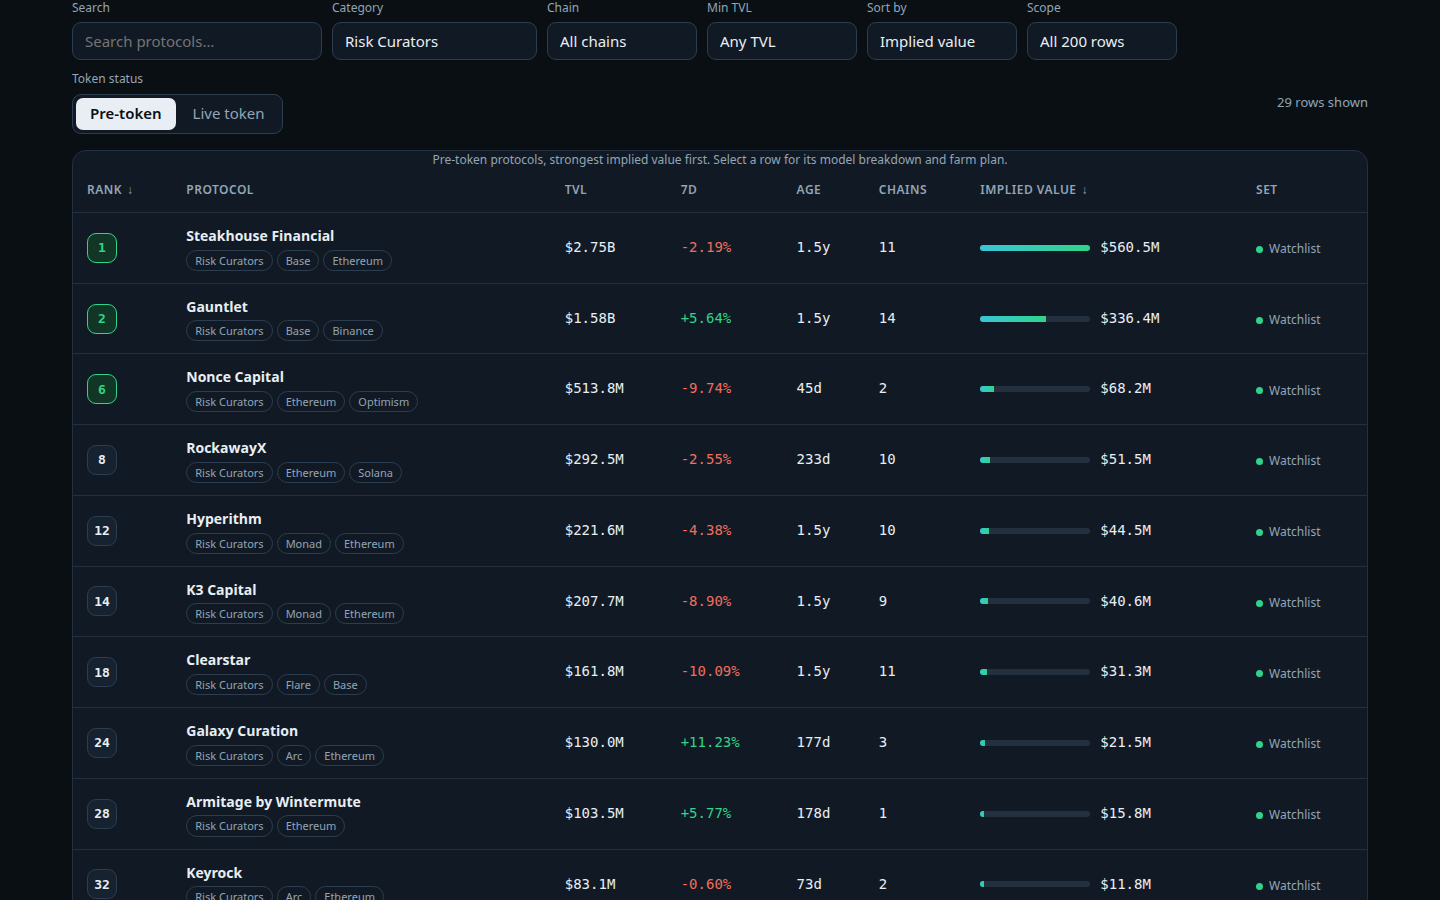 Search Category Chain Min TVL Sort by Scope
Search protocols... Risk Curators All chains Any TVL Implied value All 200 rows
Token status
Pre-token Live token
29 rows shown
Pre-token protocols, strongest implied value first. Select a row for its model breakdown and farm plan.
RANK ↓ PROTOCOL TVL 7D AGE CHAINS IMPLIED VALUE ↓ SET
1 Steakhouse Financial $2.75B -2.19% 1.5y 11 $560.5M Watchlist
Risk Curators Base Ethereum
2 Gauntlet $1.58B +5.64% 1.5y 14 $336.4M Watchlist
Risk Curators Base Binance
6 Nonce Capital $513.8M -9.74% 45d 2 $68.2M Watchlist
Risk Curators Ethereum Optimism
8 RockawayX $292.5M -2.55% 233d 10 $51.5M Watchlist
Risk Curators Ethereum Solana
12 Hyperithm $221.6M -4.38% 1.5y 10 $44.5M Watchlist
Risk Curators Monad Ethereum
14 K3 Capital $207.7M -8.90% 1.5y 9 $40.6M Watchlist
Risk Curators Monad Ethereum
18 Clearstar $161.8M -10.09% 1.5y 11 $31.3M Watchlist
Risk Curators Flare Base
24 Galaxy Curation $130.0M +11.23% 177d 3 $21.5M Watchlist
Risk Curators Arc Ethereum
28 Armitage by Wintermute $103.5M +5.77% 178d 1 $15.8M Watchlist
Risk Curators Ethereum
32 Keyrock $83.1M -0.60% 73d 2 $11.8M Watchlist
Risk Curators Arc Ethereum